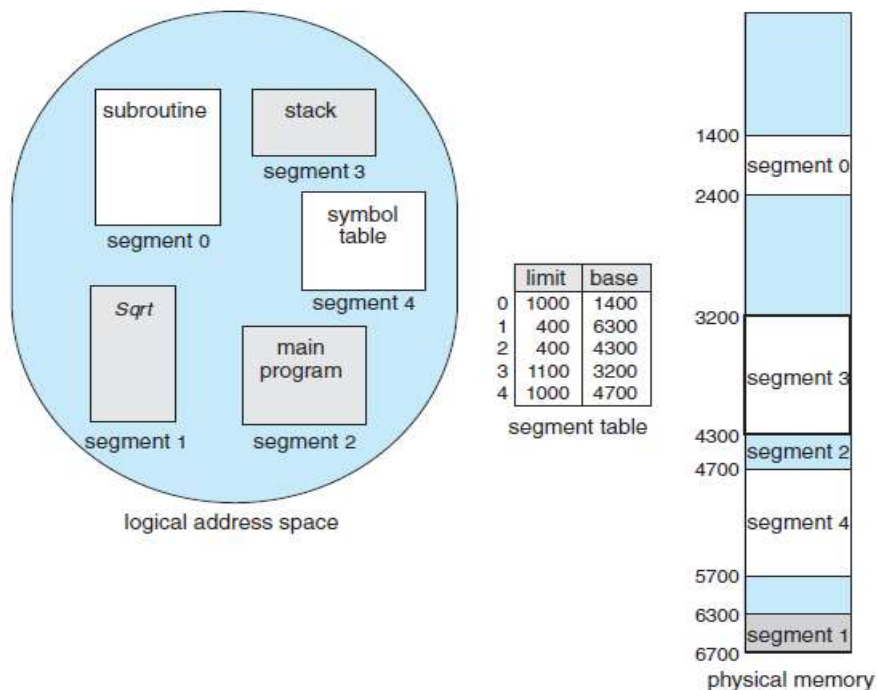 subroutine
segment 0
stack
segment 3
symbol
table
segment 4
Sqrt
segment 1
main
program
segment 2
logical address space
limit base
0 1000 1400
1 400 6300
2 400 4300
3 1100 3200
4 1000 4700
segment table
1400
segment 0
2400
3200
segment 3
4300
segment 2
4700
segment 4
5700
6300
segment 1
6700
physical memory